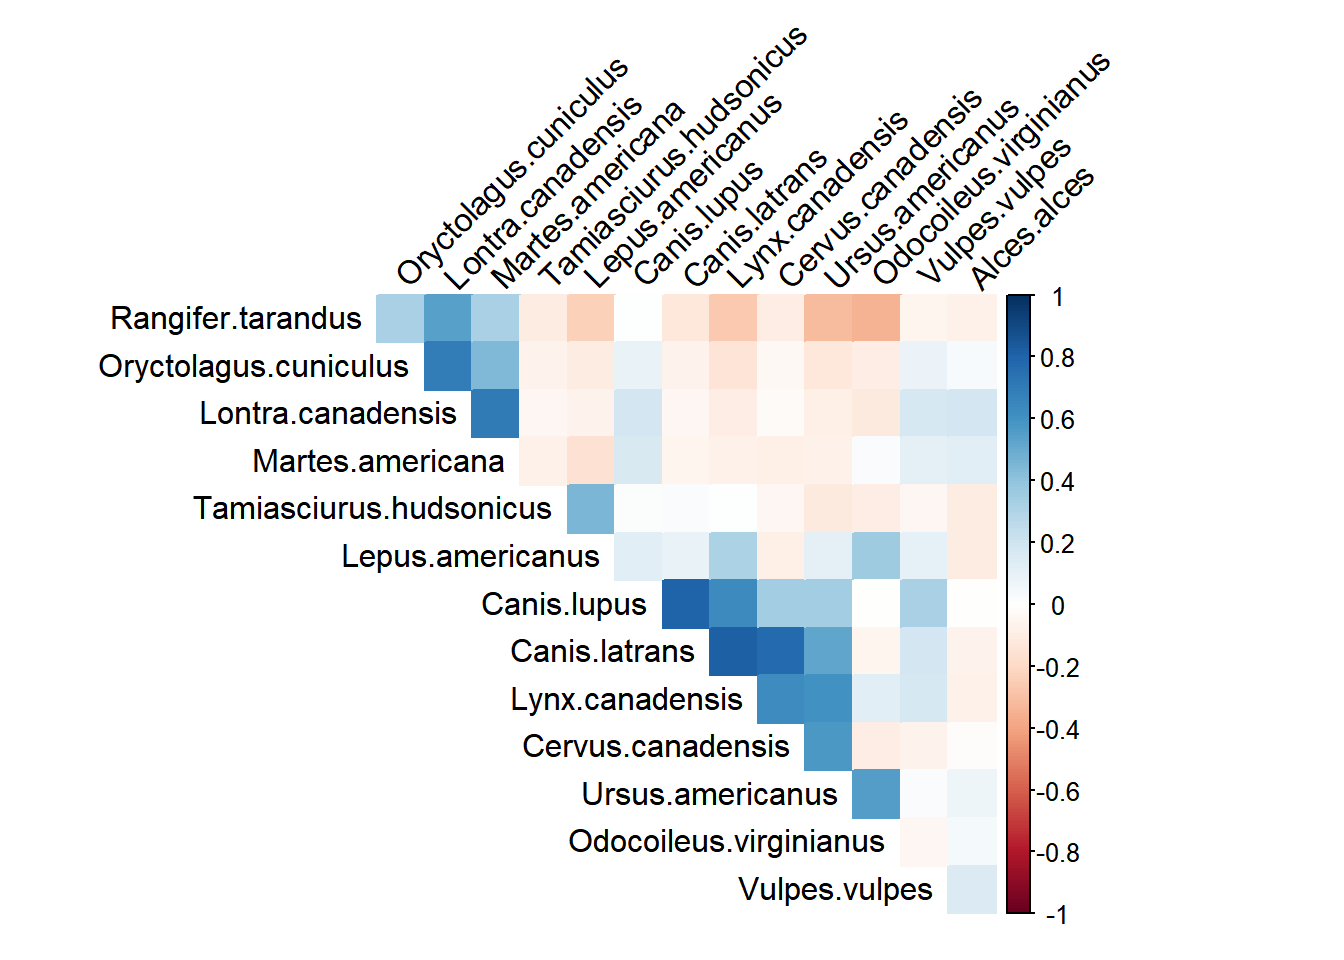 Oryctolagus.cuniculus
Lontra.canadensis
Martes.americana
Tamiasciurus.hudsonicus
Lepus.americanus
Canis.lupus
Canis.latrans
Lynx.canadensis
Cervus.canadensis
Ursus.americanus
Odocoileus.virginianus
Vulpes.vulpes
Alces.alces
Rangifer.tarandus
Oryctolagus.cuniculus
Lontra.canadensis
Martes.americana
Tamiasciurus.hudsonicus
Lepus.americanus
Canis.lupus
Canis.latrans
Lynx.canadensis
Cervus.canadensis
Ursus.americanus
Odocoileus.virginianus
Vulpes.vulpes
1
0.8
0.6
0.4
0.2
0
-0.2
-0.4
-0.6
-0.8
-1